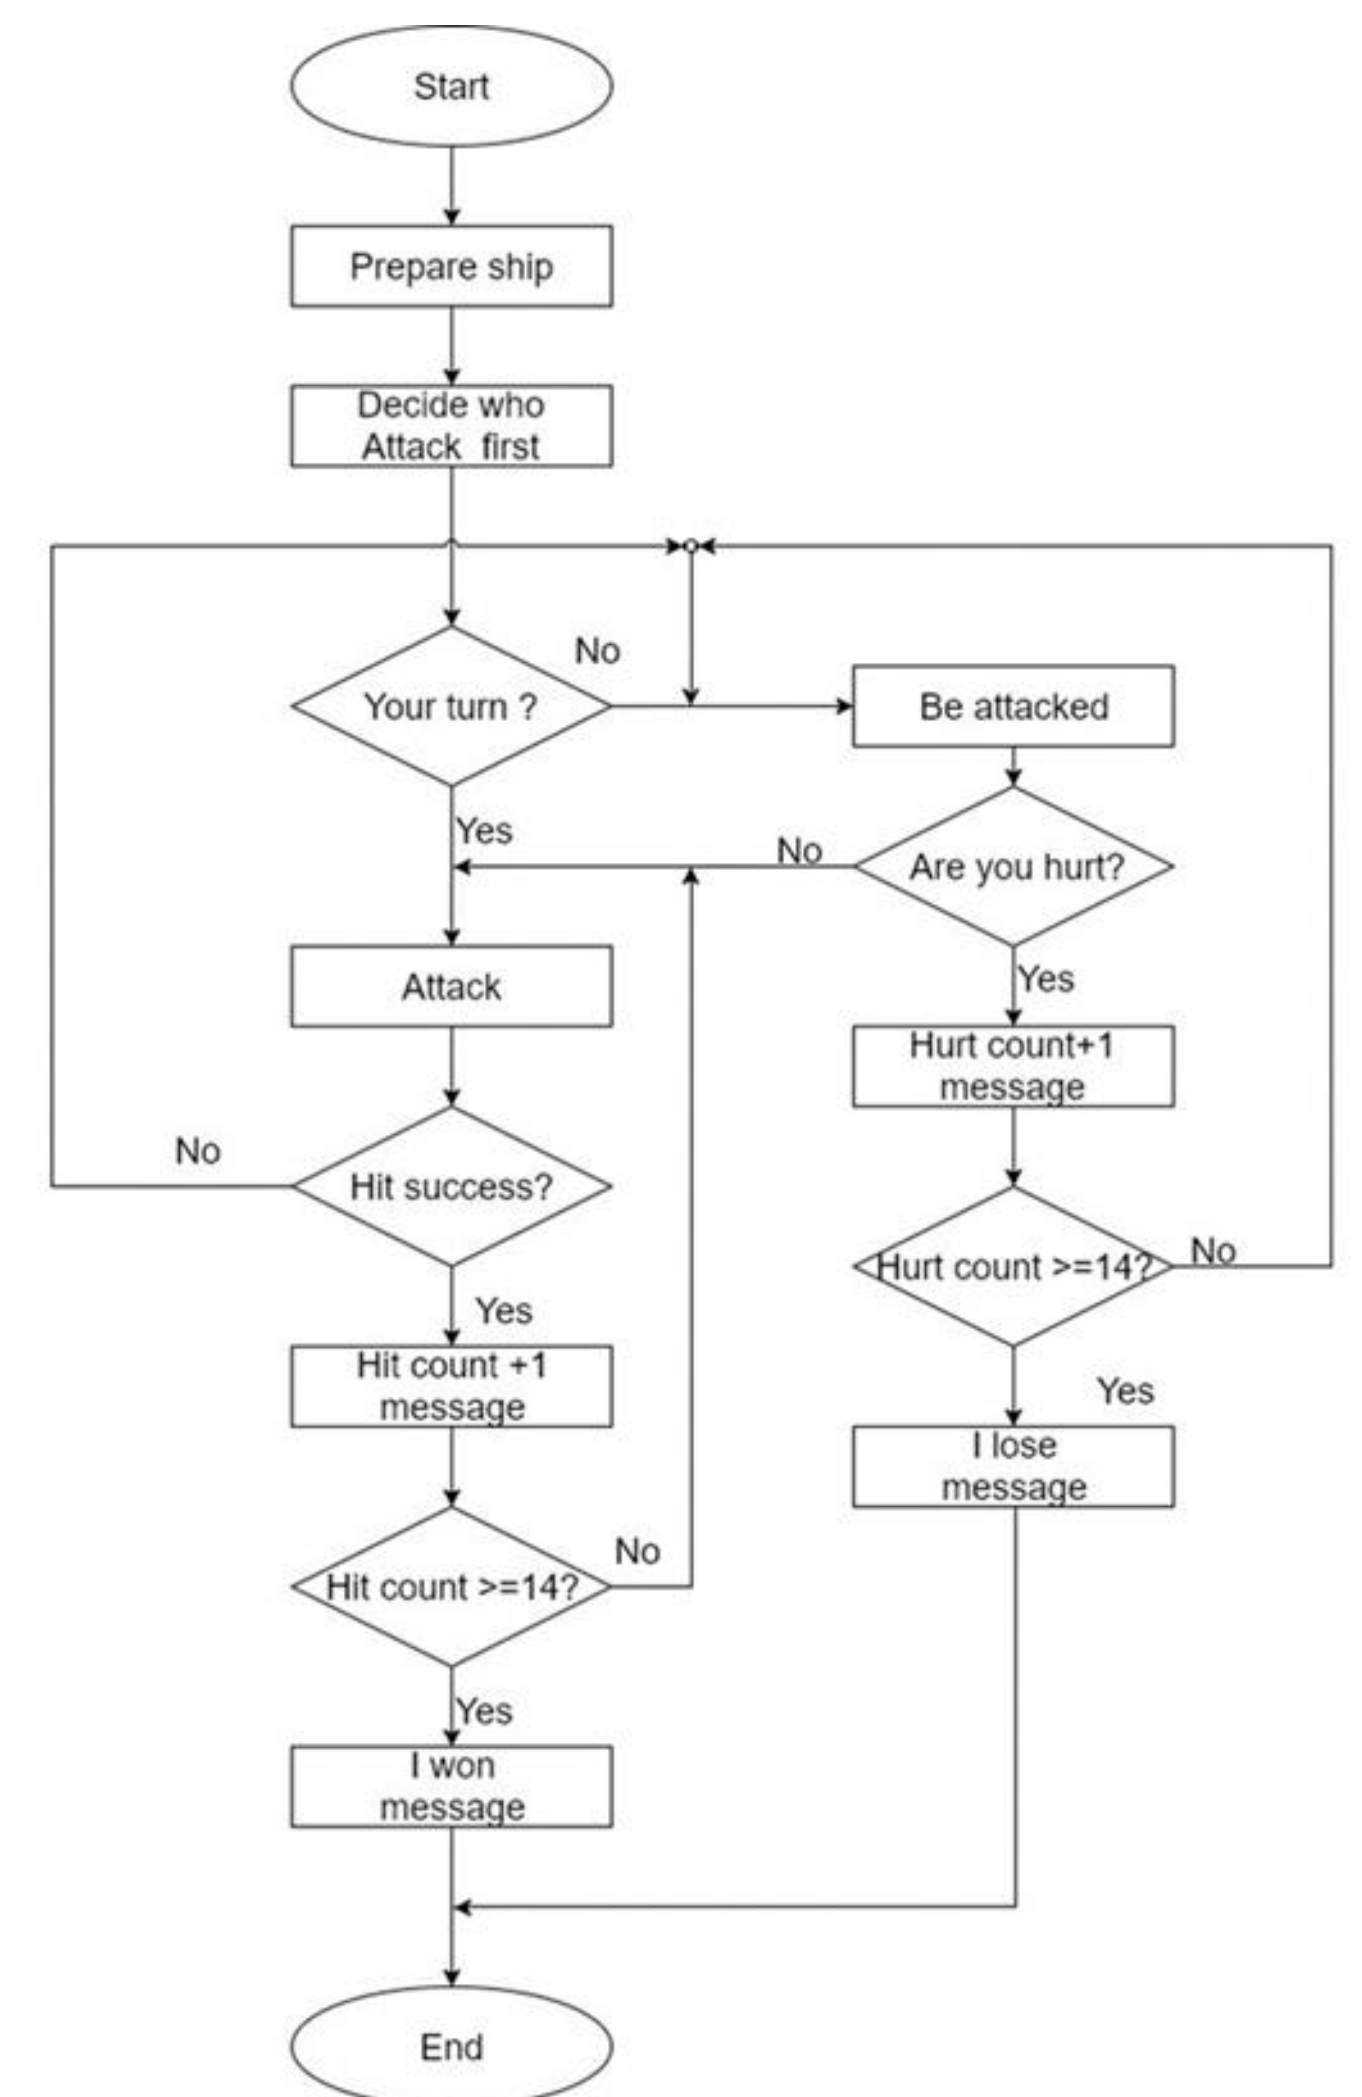 Start
Prepare ship
Decide who
Attack  first
No
Your turn ?
Be attacked
Yes
No
Are you hurt?
Attack
Yes
Hurt count+1
message
No
Hit success?
Hurt count >=14?
No
Yes
Hit count +1
message
Yes
I lose
message
No
Hit count >=14?
Yes
I won
message
End